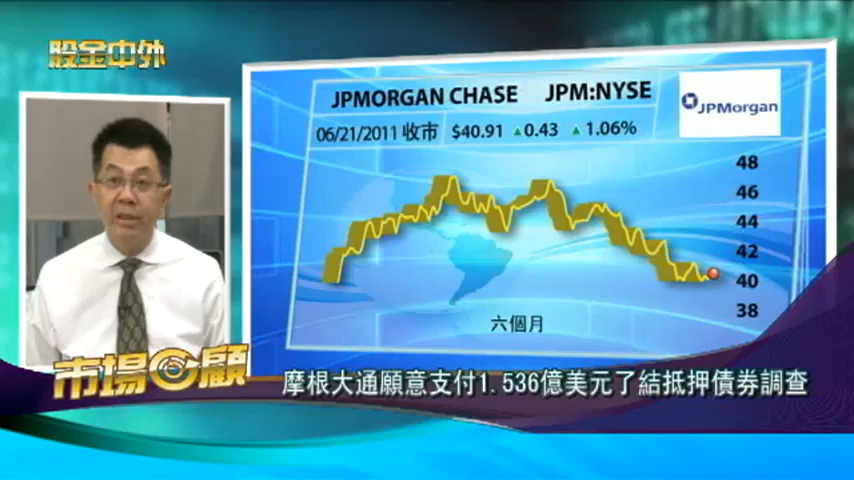 股金中外
JPMORGAN CHASE JPM:NYSE
JPMorgan
06/21/2011 收市 $40.91 ▲0.43 ▲1.06%
48
46
44
42
40
38
六個月
市場回顧
摩根大通願意支付1.536億美元了結抵押債券調查